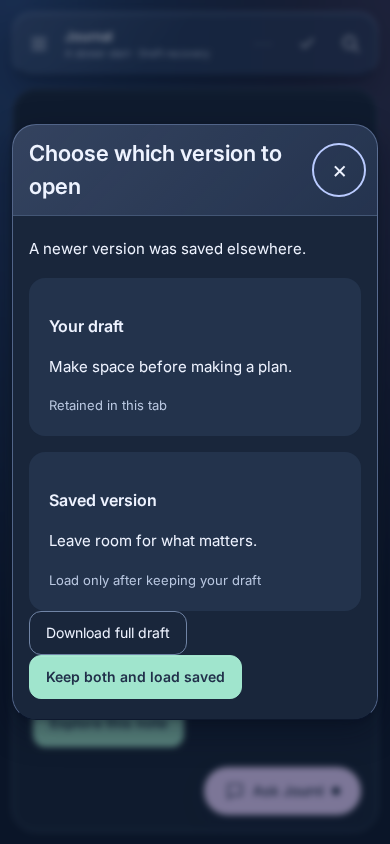 Journal
Choose which version to
open
A newer version was saved elsewhere.
Your draft
Make space before making a plan.
Retained in this tab
Saved version
Leave room for what matters.
Load only after keeping your draft
Download full draft
Keep both and load saved